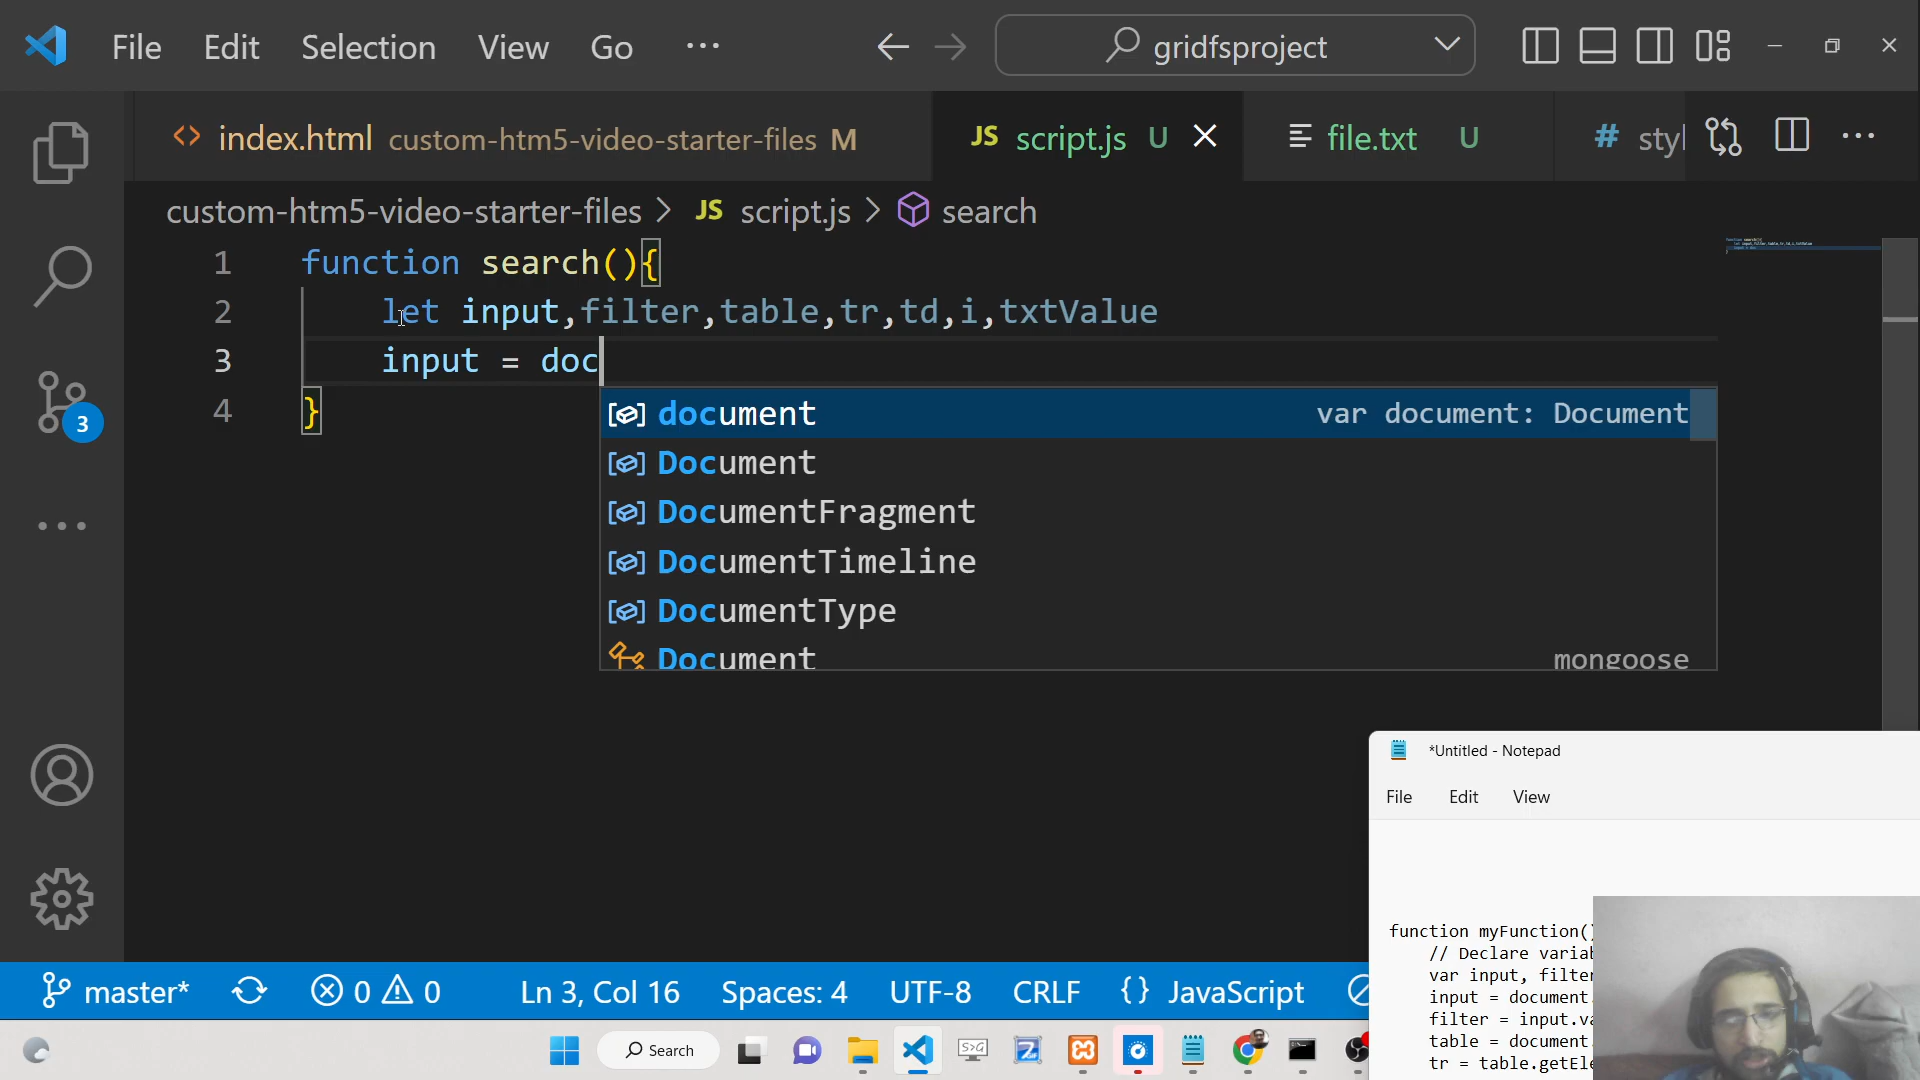 File Edit Selection View Go ··· gridfsproject
index.html custom-htm5-video-starter-files M JS script.js U file.txt U # styl
custom-htm5-video-starter-files > JS script.js > search
1 function search(){
2 let input,filter,table,tr,td,i,txtValue
3 input = doc
4 }
document var document: Document
Document
DocumentFragment
DocumentTimeline
DocumentType
Document mongoose
3
*Untitled - Notepad
File Edit View
function myFunction()
// Declare variab
var input, filter
input = document.
filter = input.va
table = document.
tr = table.getEle
master* 0 0 Ln 3, Col 16 Spaces: 4 UTF-8 CRLF {} JavaScript
Search